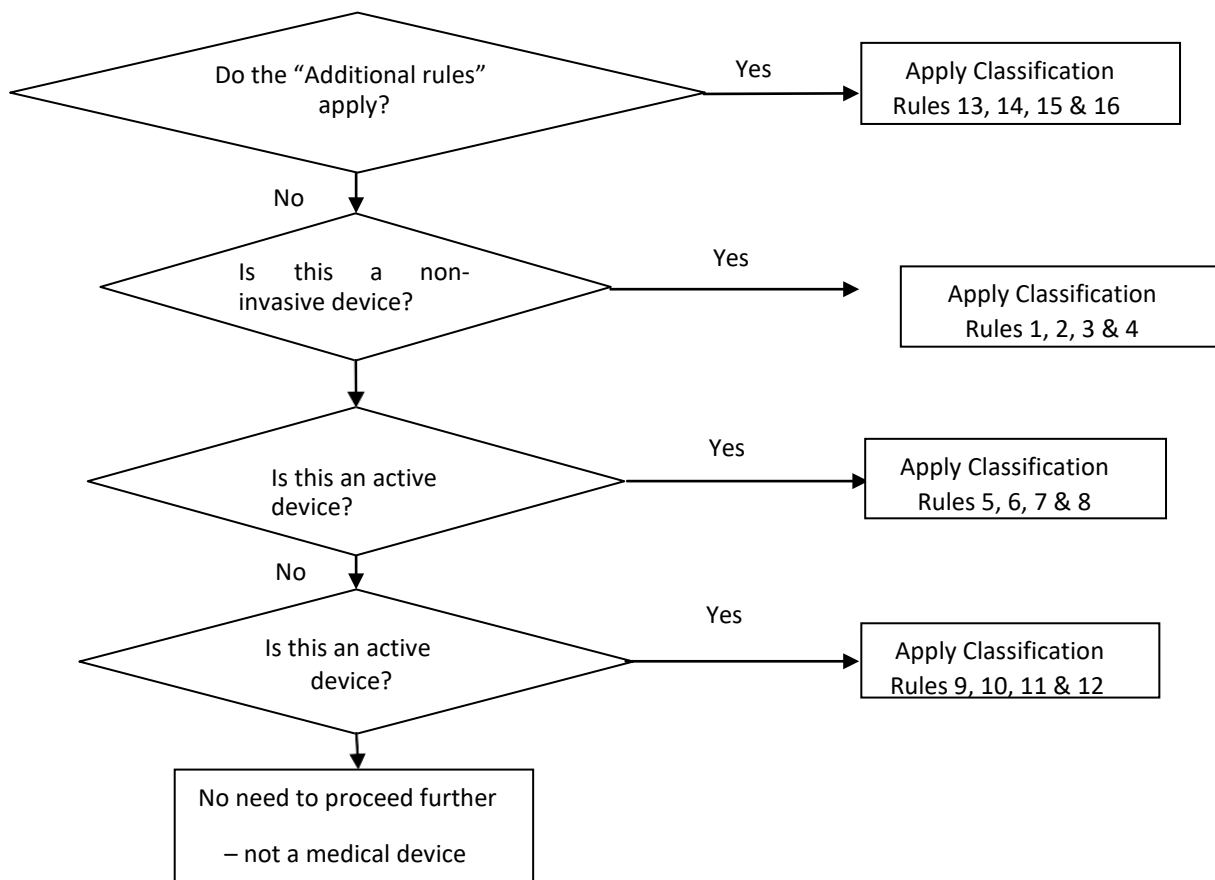 Do the “Additional rules”
apply?
Yes
Apply Classification
Rules 13, 14, 15 & 16
No
Is this a non-
invasive device?
Yes
Apply Classification
Rules 1, 2, 3 & 4
Is this an active
device?
Yes
Apply Classification
Rules 5, 6, 7 & 8
No
Is this an active
device?
Yes
Apply Classification
Rules 9, 10, 11 & 12
No need to proceed further
– not a medical device